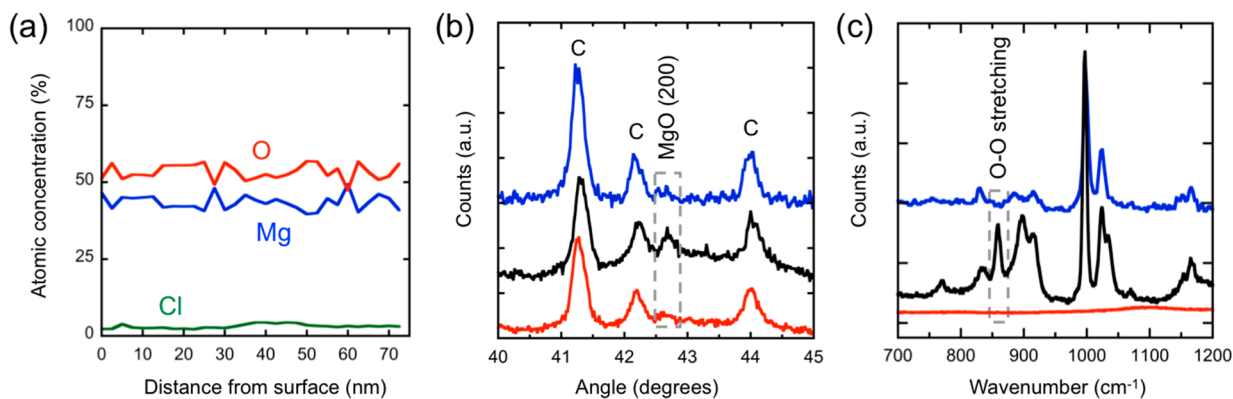 (a)
100
75
50
25
0
Atomic concentration (%)
O
Mg
Cl
0 10 20 30 40 50 60 70
Distance from surface (nm)
(b)
Counts (a.u.)
C
C
MgO (200)
C
40 41 42 43 44 45
Angle (degrees)
(c)
Counts (a.u.)
O-O stretching
700 800 900 1000 1100 1200
Wavenumber (cm-1)